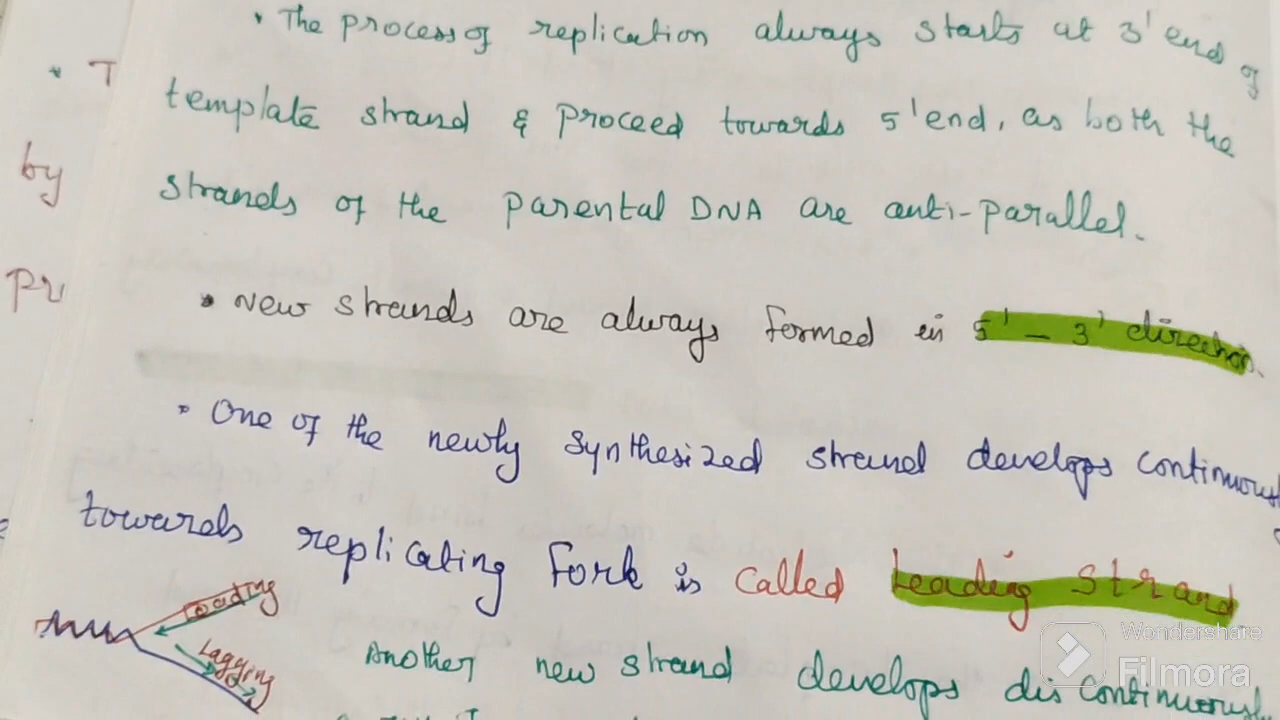 • The process of replication always starts at 3' end of
* T
template strand & proceed towards 5' end, as both the
by
strands of the parental DNA are anti-parallel.
pr
• New strands are always formed in 5' - 3' direction.
• One of the newly synthesized strand develops continuously
towards replicating fork is called Leading strand.
Leading
Lagging
Another new strand develops discontinuously
Wondershare
Filmora